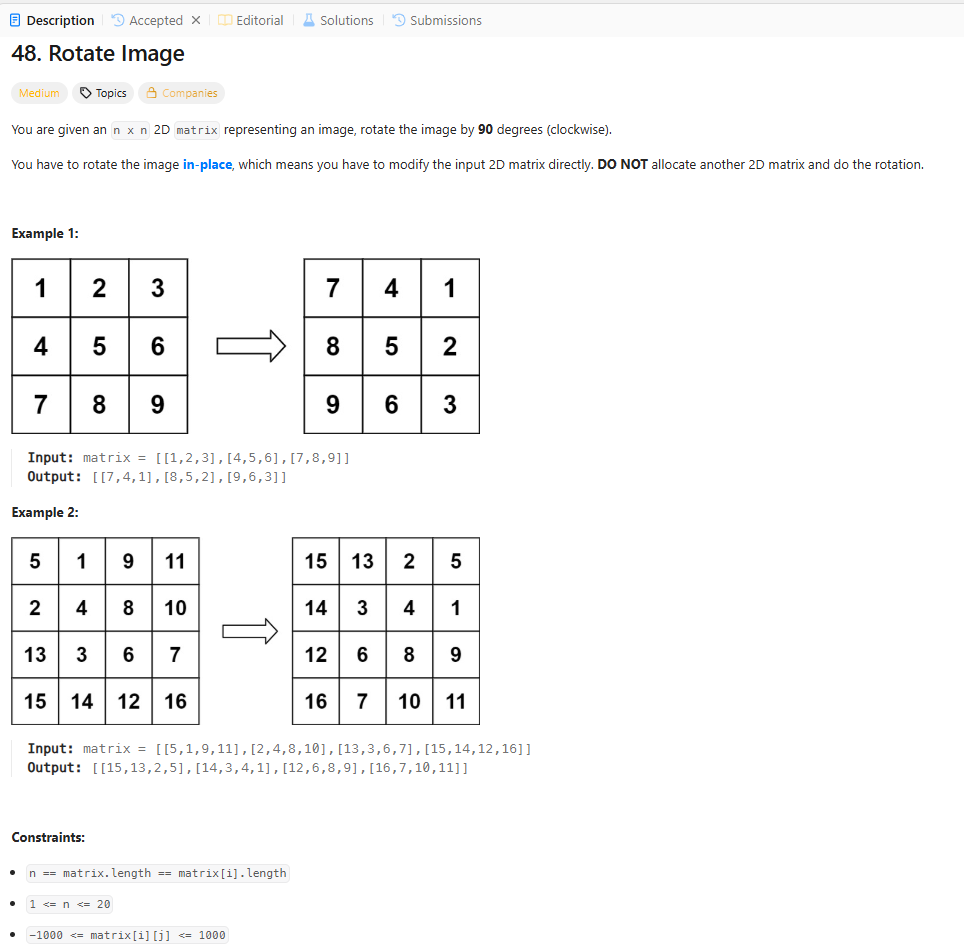 Description Accepted × Editorial Solutions Submissions
48. Rotate Image
Medium Topics Companies
You are given an n x n 2D matrix representing an image, rotate the image by 90 degrees (clockwise).
You have to rotate the image in-place, which means you have to modify the input 2D matrix directly. DO NOT allocate another 2D matrix and do the rotation.
Example 1:
1 2 3 7 4 1
4 5 6 8 5 2
7 8 9 9 6 3
Input: matrix = [[1,2,3],[4,5,6],[7,8,9]]
Output: [[7,4,1],[8,5,2],[9,6,3]]
Example 2:
5 1 9 11 15 13 2 5
2 4 8 10 14 3 4 1
13 3 6 7 12 6 8 9
15 14 12 16 16 7 10 11
Input: matrix = [[5,1,9,11],[2,4,8,10],[13,3,6,7],[15,14,12,16]]
Output: [[15,13,2,5],[14,3,4,1],[12,6,8,9],[16,7,10,11]]
Constraints:
• n == matrix.length == matrix[i].length
• 1 <= n <= 20
• -1000 <= matrix[i][j] <= 1000